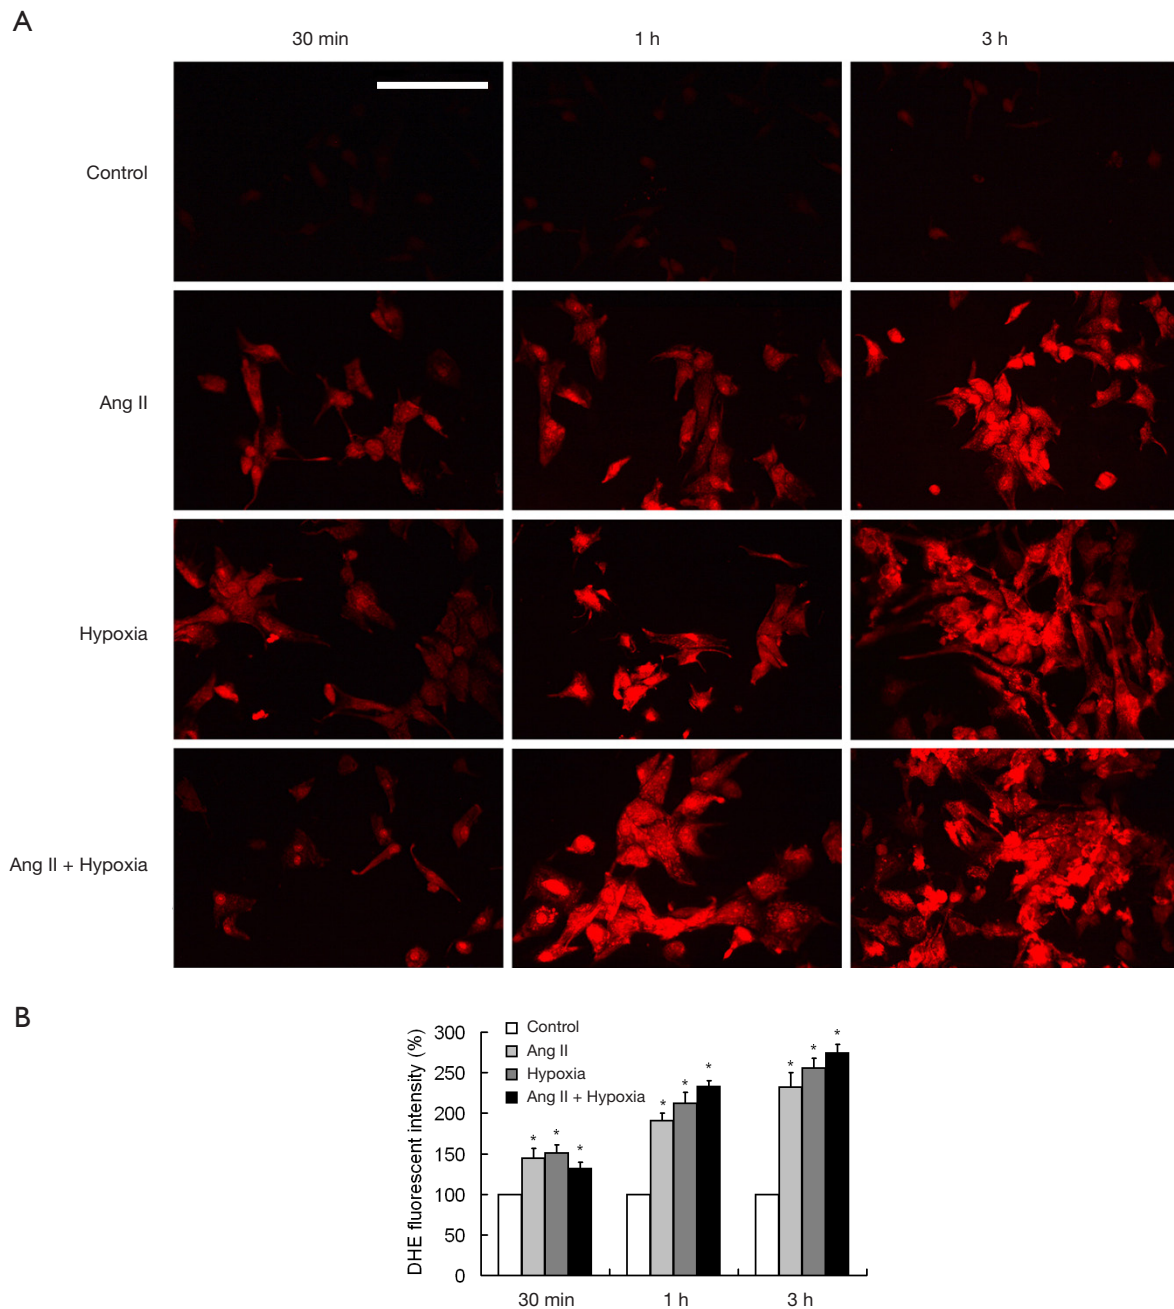 A
30 min 1 h 3 h
Control
Ang II
Hypoxia
Ang II + Hypoxia
B
DHE fluorescent intensity (%)
300
250
200
150
100
50
0
Control
Ang II
Hypoxia
Ang II + Hypoxia
* * *
* * *
* * *
30 min 1 h 3 h